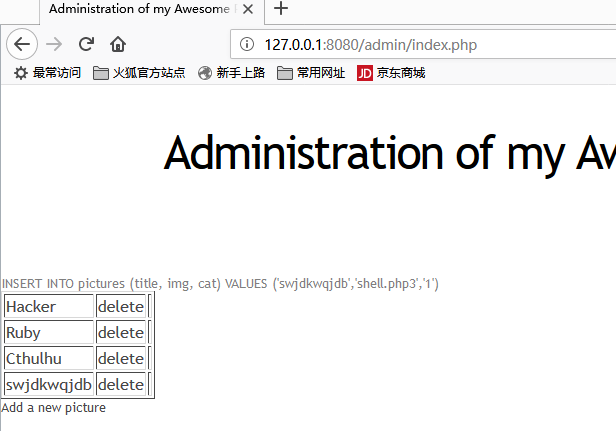 Administration of my Awesome
127.0.0.1:8080/admin/index.php
最常访问 火狐官方站点 新手上路 常用网址 JD 京东商城
Administration of my Aw
INSERT INTO pictures (title, img, cat) VALUES ('swjdkwqjdb','shell.php3','1')
Hacker delete
Ruby delete
Cthulhu delete
swjdkwqjdb delete
Add a new picture